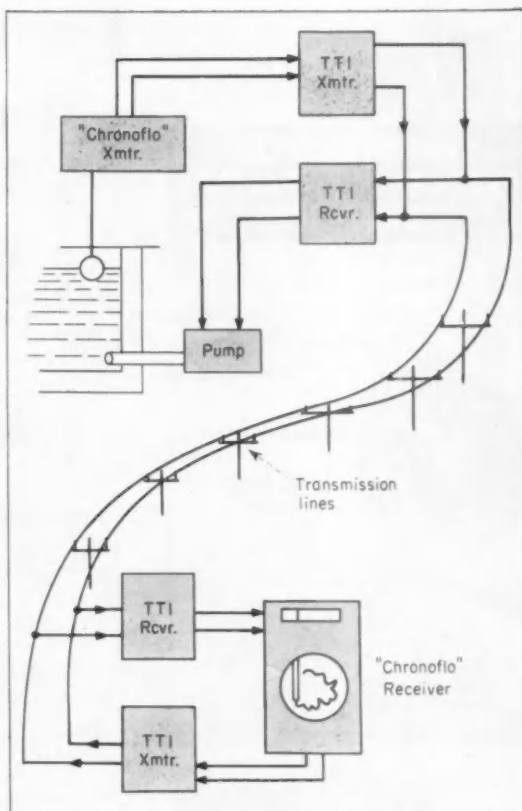 TTI
Xmtr.
"Chronoflo"
Xmtr.
TTI
Rcvr.
Pump
Transmission
lines
TTI
Rcvr.
"Chronoflo"
Receiver
TTI
Xmtr.